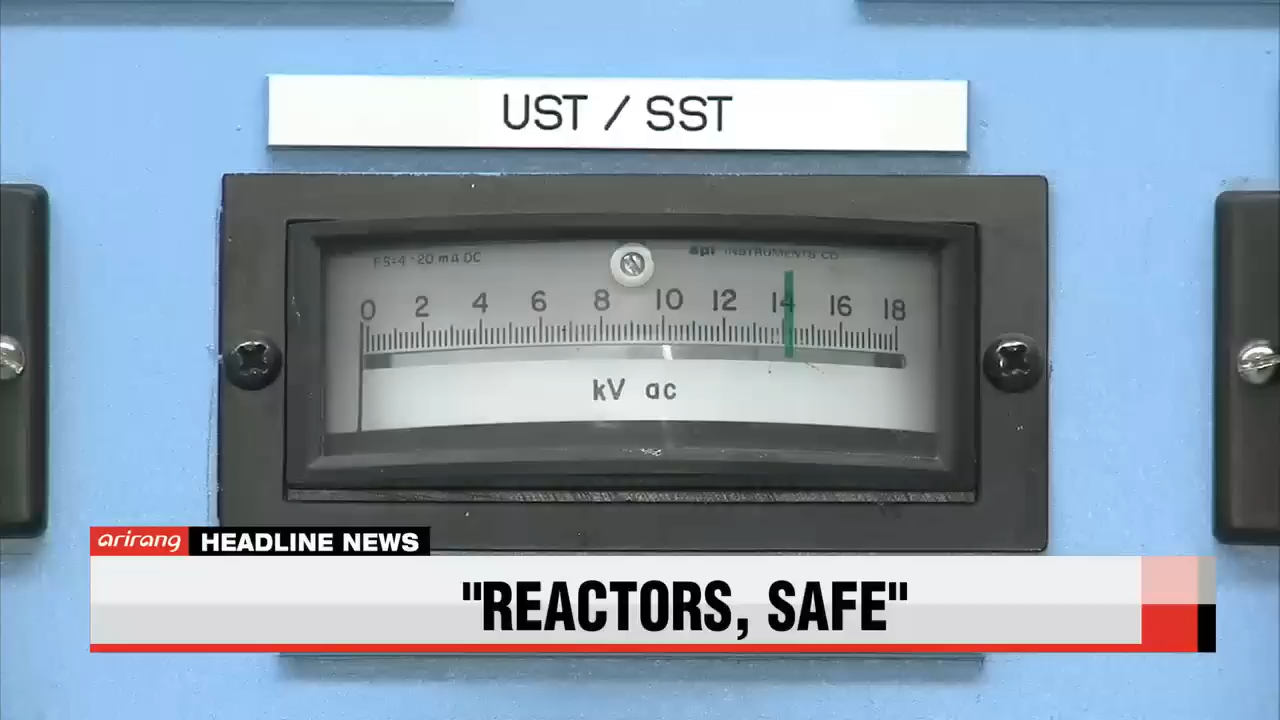 UST / SST
FS=4-20 mA DC
api INSTRUMENTS CO
0 2 4 6 8 10 12 14 16 18
kV ac
arirang HEADLINE NEWS
"REACTORS, SAFE"